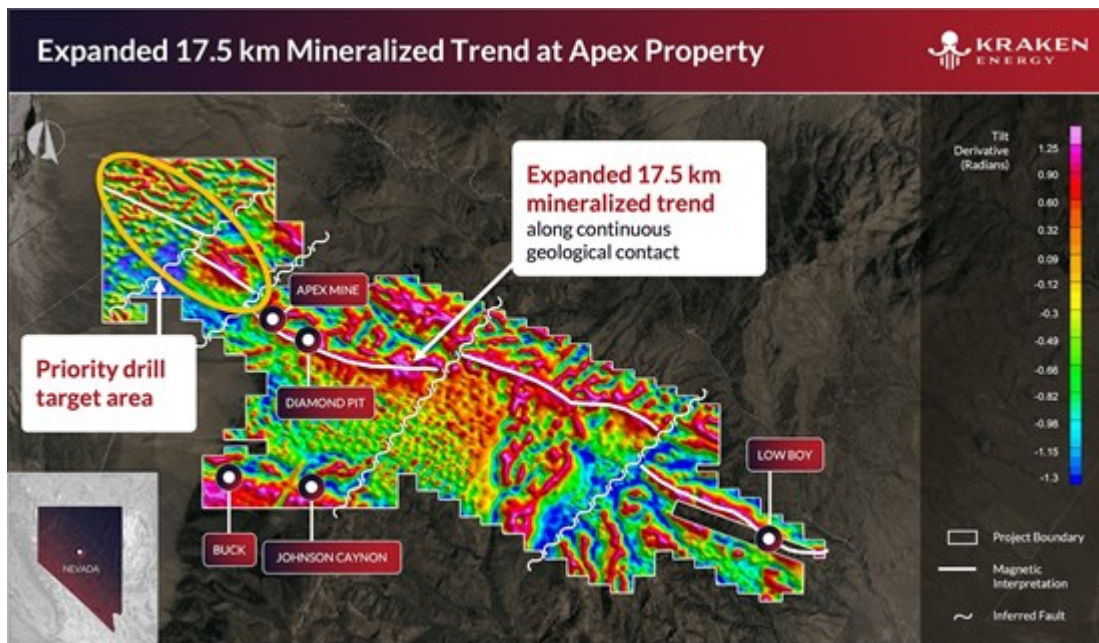 Expanded 17.5 km Mineralized Trend at Apex Property
KRAKEN
ENERGY
Tilt
Derivative
(Radians)
1.25
0.90
0.60
0.32
0.09
-0.12
-0.3
-0.49
-0.66
-0.82
-0.98
-1.15
-1.3
Expanded 17.5 km
mineralized trend
along continuous
geological contact
APEX MINE
Priority drill
target area
DIAMOND PIT
LOW BOY
BUCK
JOHNSON CAYNON
NEVADA
Project Boundary
Magnetic
Interpretation
Inferred Fault